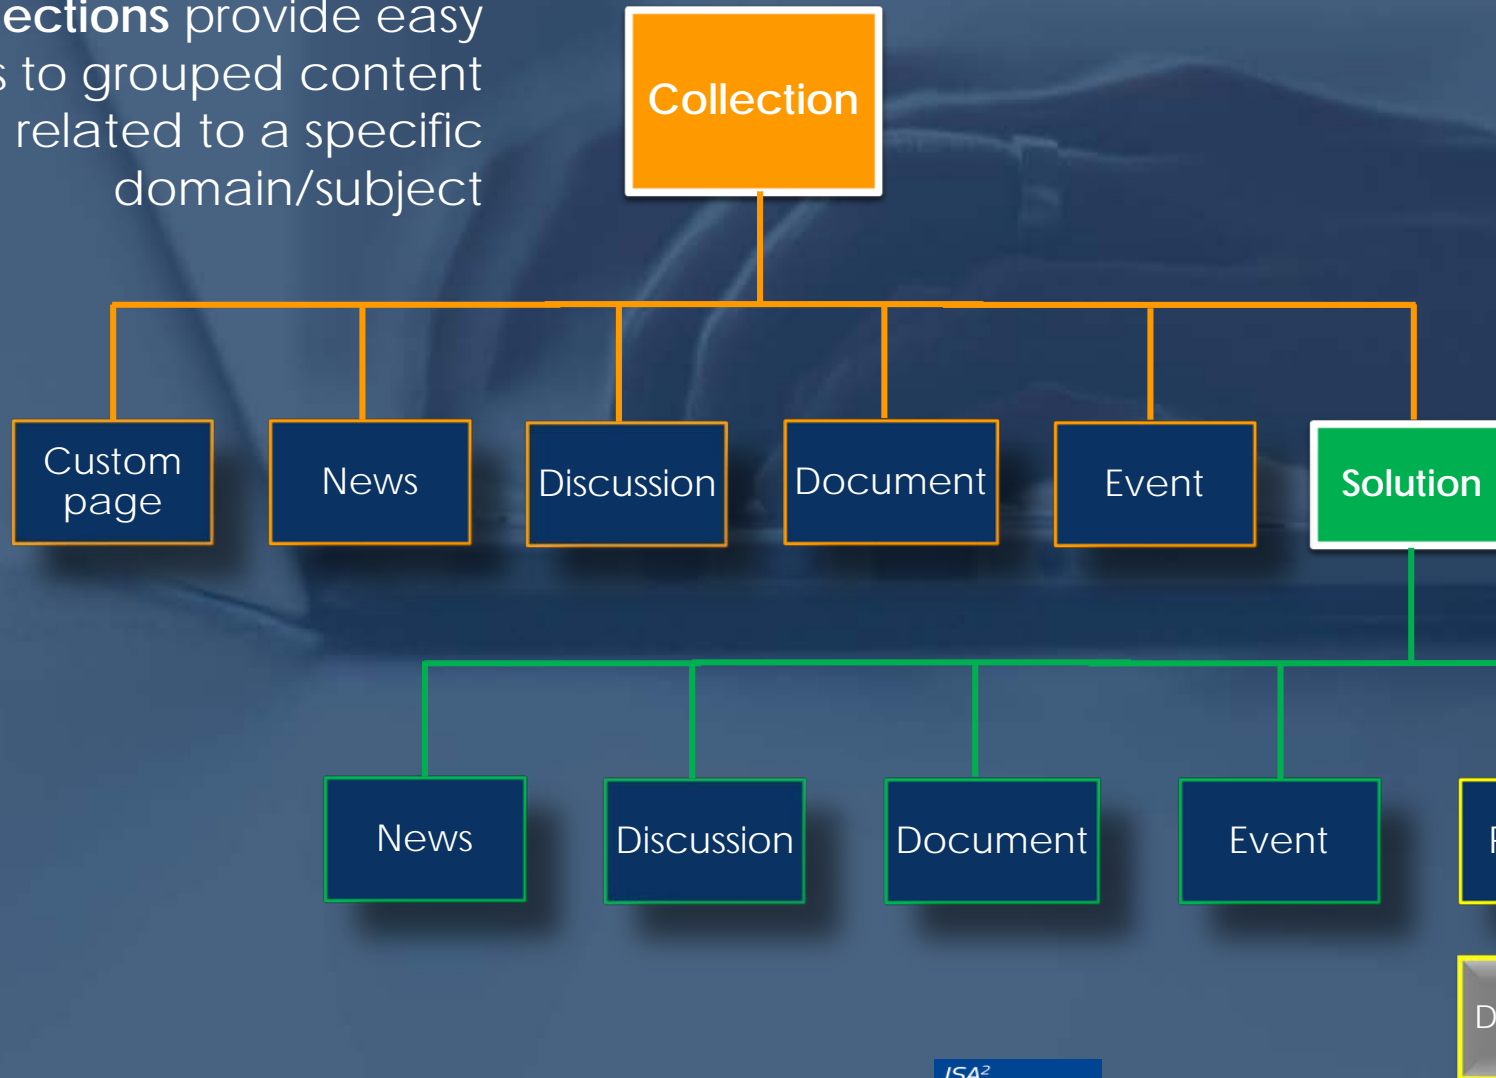 ections provide easy
s to grouped content
related to a specific
domain/subject
Collection
Custom
page
News
Discussion
Document
Event
Solution
News
Discussion
Document
Event
D
ISA²